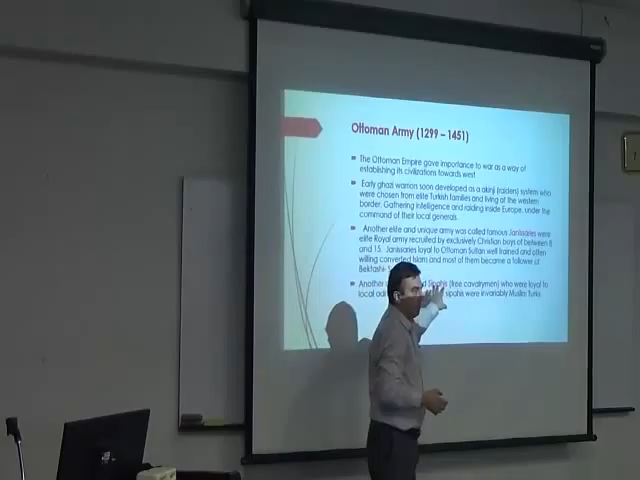 Ottoman Army (1299 – 1451)
The Ottoman Empire gave importance to war as a way of
establishing its civilizations towards west.
Early ghazi warriors soon developed as a akinji (raiders) system who
were chosen from elite Turkish families and living at the western
border. Gathering intelligence and raiding inside Europe, under the
command of their local generals.
Another elite and unique army was called famous Janissaries were
elite Royal army recruited by exclusively Christian boys of between 8
and 15. Janissaries loyal to Ottoman Sultan well trained and often
willing converted Islam and most of them became a follower of
Bektashi-
Another Sipahis (free cavalrymen) who were loyal to
local sipahis were invariably Muslim Turks